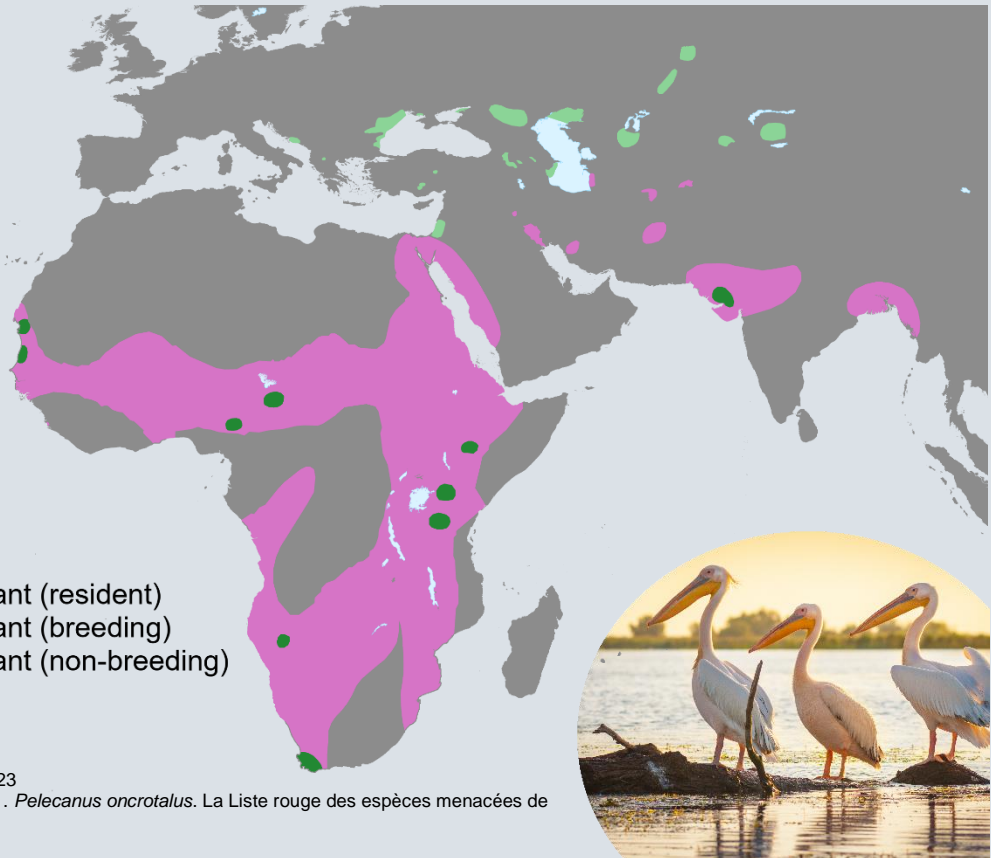 ant (resident)
ant (breeding)
ant (non-breeding)
23
. Pelecanus oncrotalus. La Liste rouge des espèces menacées de